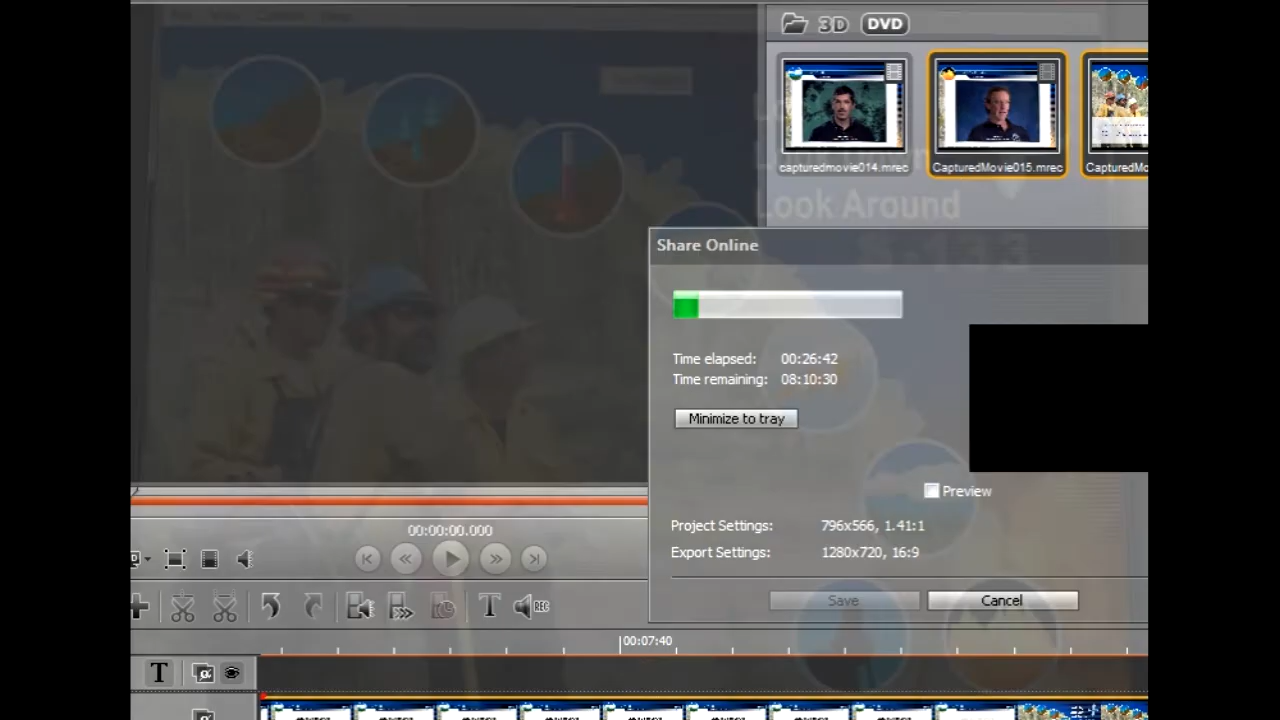 3D DVD
capturedmovie014.mrec
CapturedMovie015.mrec
CapturedMo
Look Around
Share Online
Time elapsed: 00:26:42
Time remaining: 08:10:30
Minimize to tray
Preview
Project Settings: 796x566, 1.41:1
Export Settings: 1280x720, 16:9
Save Cancel
00:00:00.000
T REC
00:07:40
T